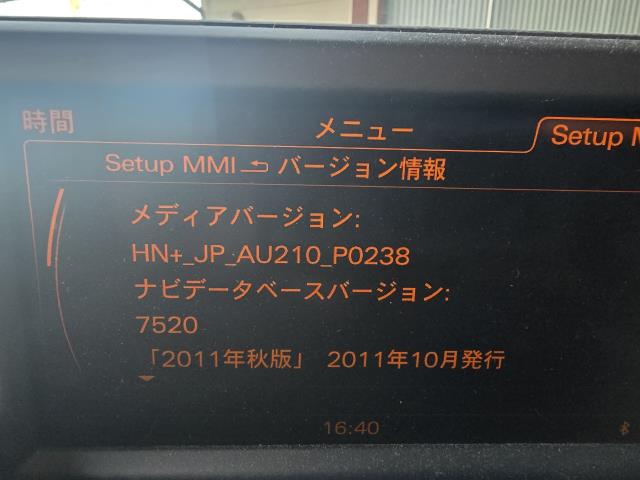 時間
メニュー
Setup M
Setup MMI バージョン情報
メディアバージョン:
HN+_JP_AU210_P0238
ナビデータベースバージョン:
7520
「2011年秋版」 2011年10月発行
16:40